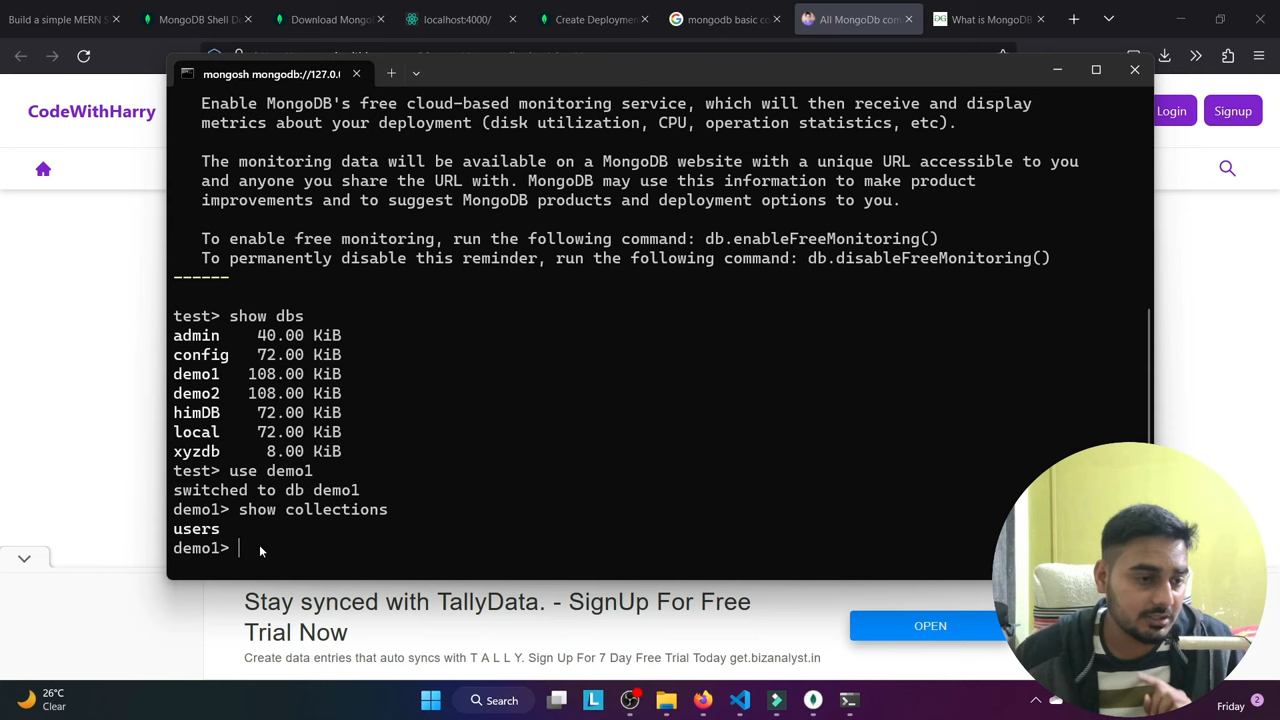 Build a simple MERN S
MongoDB Shell Do
Download Mongo
localhost:4000/
Create Deploymen
mongodb basic co
All MongoDb com
What is MongoDB
CodeWithHarry
Login
Signup
mongosh mongodb://127.0.
Enable MongoDB's free cloud-based monitoring service, which will then receive and display
metrics about your deployment (disk utilization, CPU, operation statistics, etc).
The monitoring data will be available on a MongoDB website with a unique URL accessible to you
and anyone you share the URL with. MongoDB may use this information to make product
improvements and to suggest MongoDB products and deployment options to you.
To enable free monitoring, run the following command: db.enableFreeMonitoring()
To permanently disable this reminder, run the following command: db.disableFreeMonitoring()
------
test> show dbs
admin 40.00 KiB
config 72.00 KiB
demo1 108.00 KiB
demo2 108.00 KiB
himDB 72.00 KiB
local 72.00 KiB
xyzdb 8.00 KiB
test> use demo1
switched to db demo1
demo1> show collections
users
demo1>
Stay synced with TallyData. - SignUp For Free
Trial Now
OPEN
Create data entries that auto syncs with T A L L Y. Sign Up For 7 Day Free Trial Today get.bizanalyst.in
26°C
Clear
Search
Friday
2